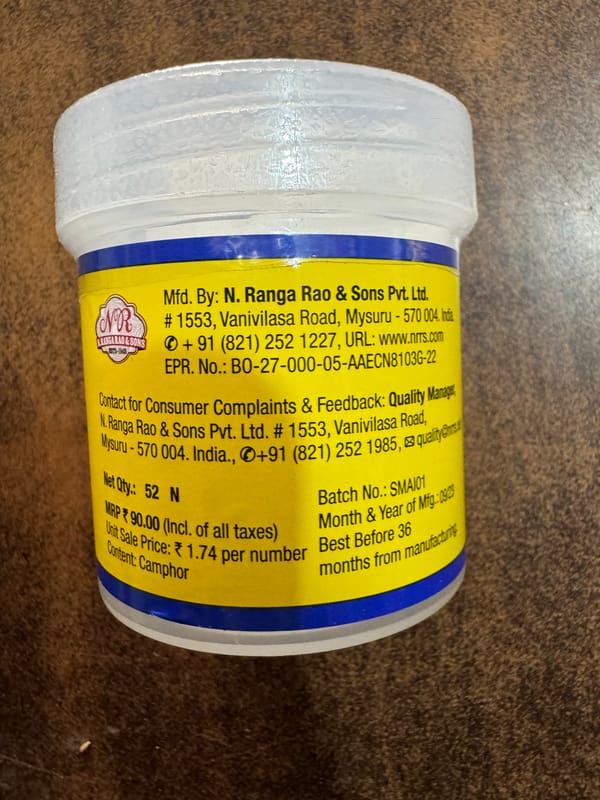 NR
N. RANGA RAO & SONS
Mfd. By: N. Ranga Rao & Sons Pvt. Ltd.
# 1553, Vanivilasa Road, Mysuru - 570 004. India.
✆ + 91 (821) 252 1227, URL: www.nrrs.com
EPR. No.: BO-27-000-05-AAECN8103G-22
Contact for Consumer Complaints & Feedback: Quality Manager,
N. Ranga Rao & Sons Pvt. Ltd. # 1553, Vanivilasa Road,
Mysuru - 570 004. India., ✆+91 (821) 252 1985, ✉
Net Qty.: 52 N
MRP ₹ 90.00 (Incl. of all taxes)
Unit Sale Price: ₹ 1.74 per number
Content: Camphor
Batch No.: SMAI01
Month & Year of Mfg.: 09/23
Best Before 36
months from manufacturing.